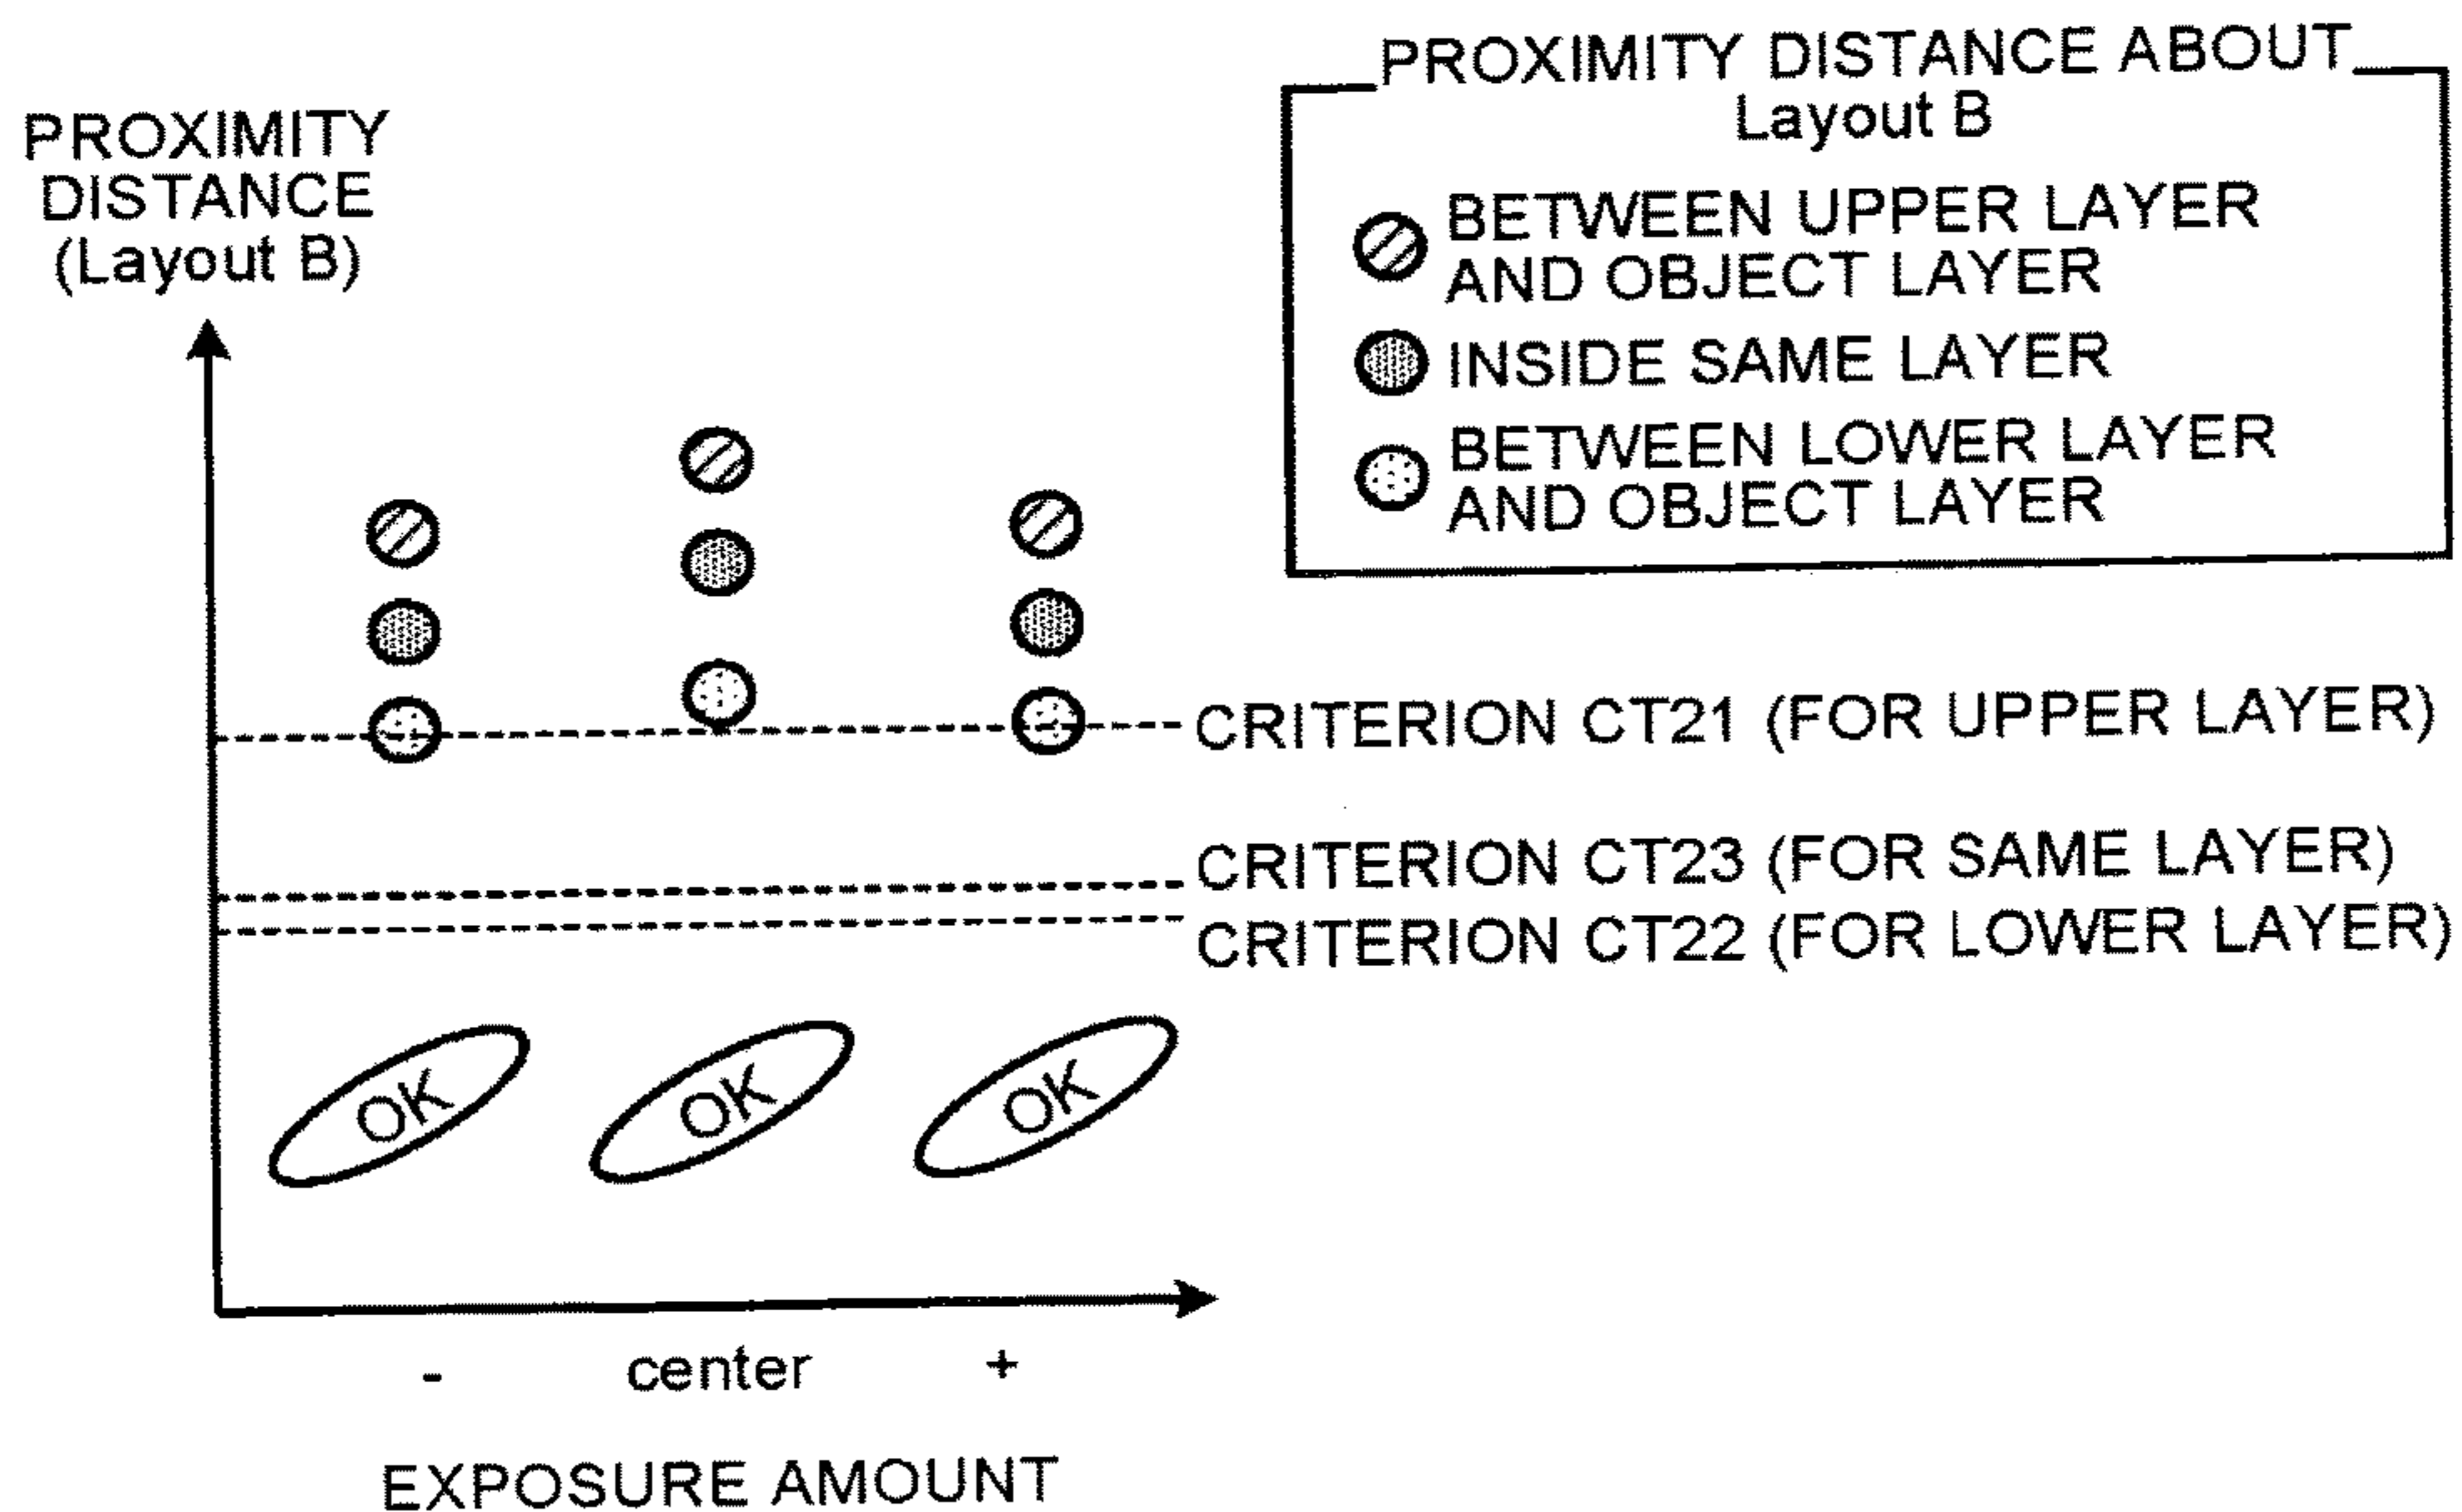 PROXIMITY
DISTANCE
(Layout B)
PROXIMITY DISTANCE ABOUT
Layout B
BETWEEN UPPER LAYER
AND OBJECT LAYER
INSIDE SAME LAYER
BETWEEN LOWER LAYER
AND OBJECT LAYER
CRITERION CT21 (FOR UPPER LAYER)
CRITERION CT23 (FOR SAME LAYER)
CRITERION CT22 (FOR LOWER LAYER)
OK OK OK
- center +
EXPOSURE AMOUNT